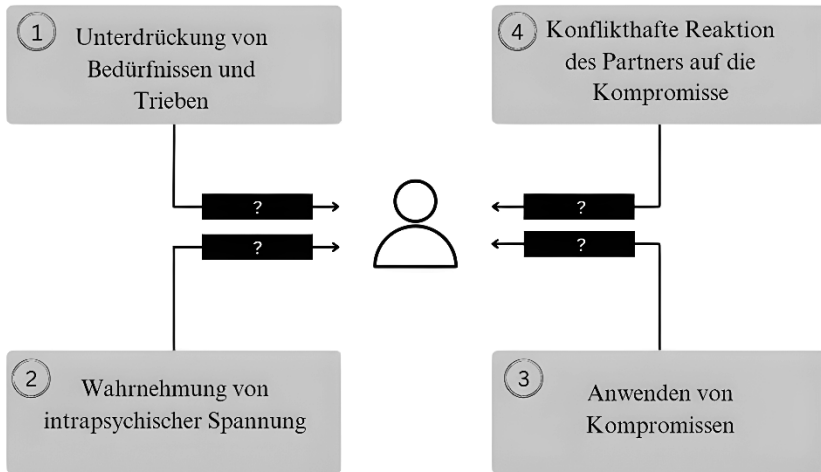 1
Unterdrückung von
Bedürfnissen und
Trieben
4
Konflikthafte Reaktion
des Partners auf die
Kompromisse
?
?
?
?
2
Wahrnehmung von
intrapsychischer Spannung
3
Anwenden von
Kompromissen